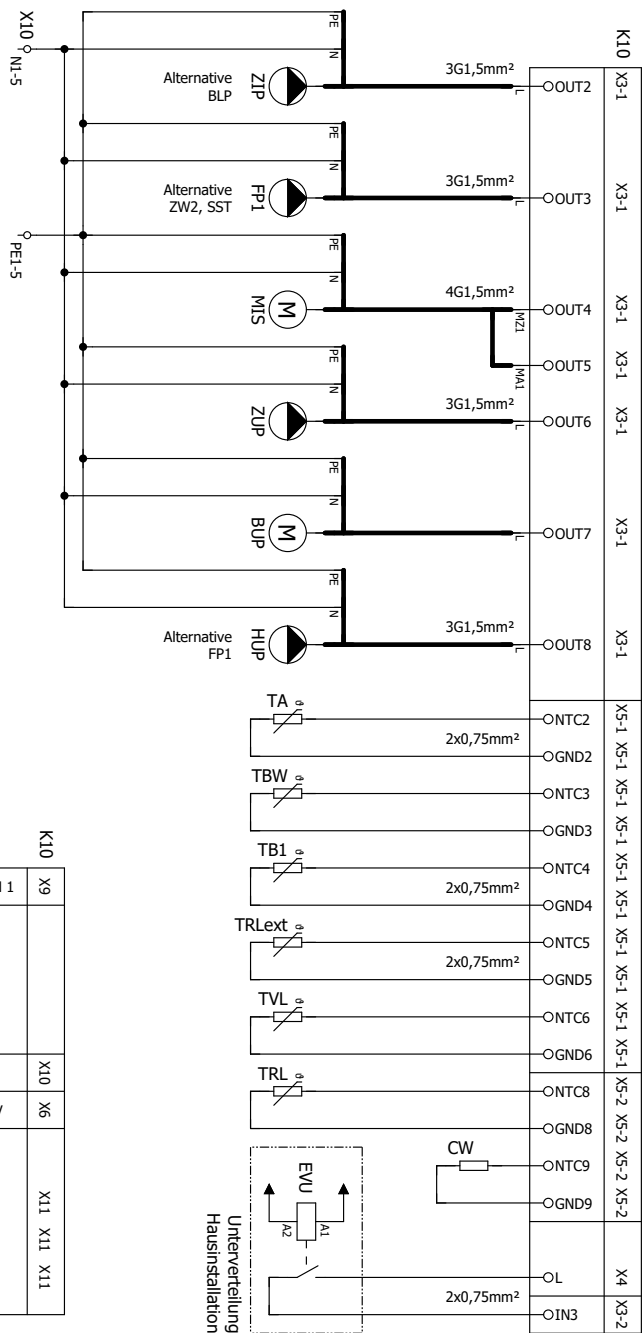 K10
X3-1
OUT2
L
3G1,5mm²
PE
N
ZIP
Alternative
BLP
X3-1
OUT3
L
3G1,5mm²
PE
N
FP1
Alternative
ZW2, SST
X3-1
OUT4
MZ1
4G1,5mm²
PE
N
M
MIS
X3-1
OUT5
MA1
X3-1
OUT6
L
3G1,5mm²
PE
N
ZUP
X3-1
OUT7
L
PE
N
M
BUP
X3-1
OUT8
L
3G1,5mm²
PE
N
HUP
Alternative
FP1
X10
N1-5
PE1-5
X5-1
NTC2
TA
ϑ
2x0,75mm²
X5-1
GND2
X5-1
NTC3
TBW
ϑ
X5-1
GND3
X5-1
NTC4
TB1
ϑ
2x0,75mm²
X5-1
GND4
X5-1
NTC5
TRLext
ϑ
2x0,75mm²
X5-1
GND5
X5-1
NTC6
TVL
ϑ
X5-1
GND6
X5-2
NTC8
TRL
ϑ
X5-2
GND8
X5-2
NTC9
CW
X5-2
GND9
X4
L
2x0,75mm²
X3-2
IN3
EVU
A1
A2
Unterverteilung
Hausinstallation
K10
X9
X10
X6
X11
X11
X11